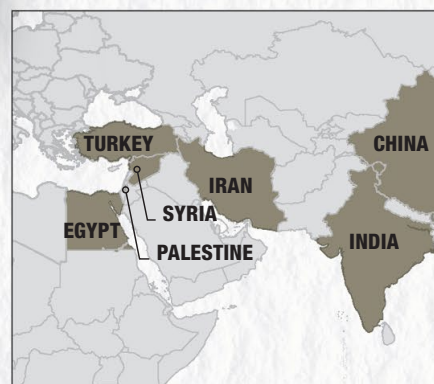 TURKEY
CHINA
IRAN
SYRIA
EGYPT
INDIA
PALESTINE